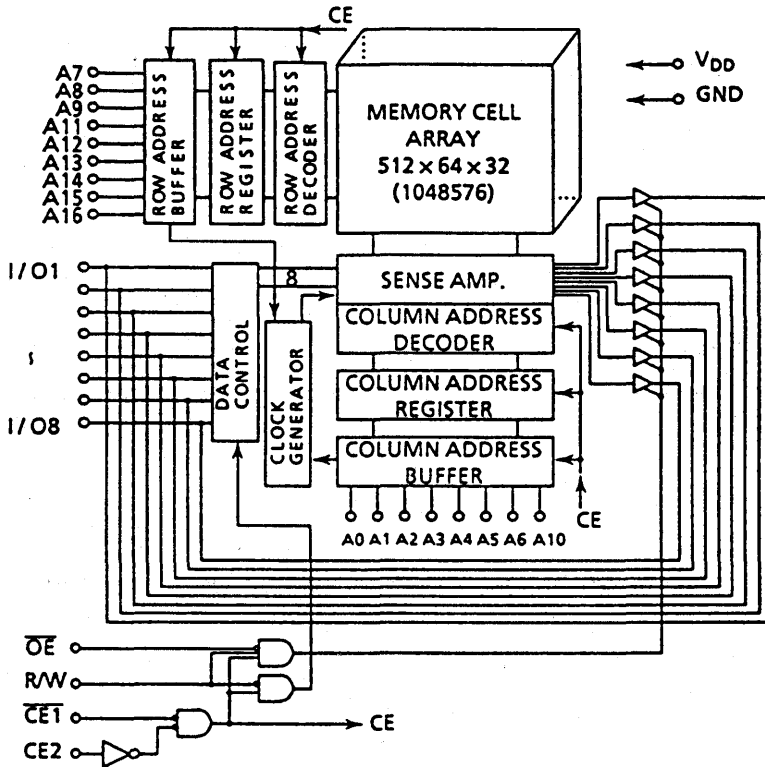 CE
VDD
GND
A7
A8
A9
A11
A12
A13
A14
A15
A16
ROW ADDRESS
BUFFER
ROW ADDRESS
REGISTER
ROW ADDRESS
DECODER
MEMORY CELL
ARRAY
512 x 64 x 32
(1048576)
I/O1
I/O8
DATA
CONTROL
8
CLOCK
GENERATOR
SENSE AMP.
COLUMN ADDRESS
DECODER
COLUMN ADDRESS
REGISTER
COLUMN ADDRESS
BUFFER
CE
A0 A1 A2 A3 A4 A5 A6 A10
OE
R/W
CE1
CE2
CE